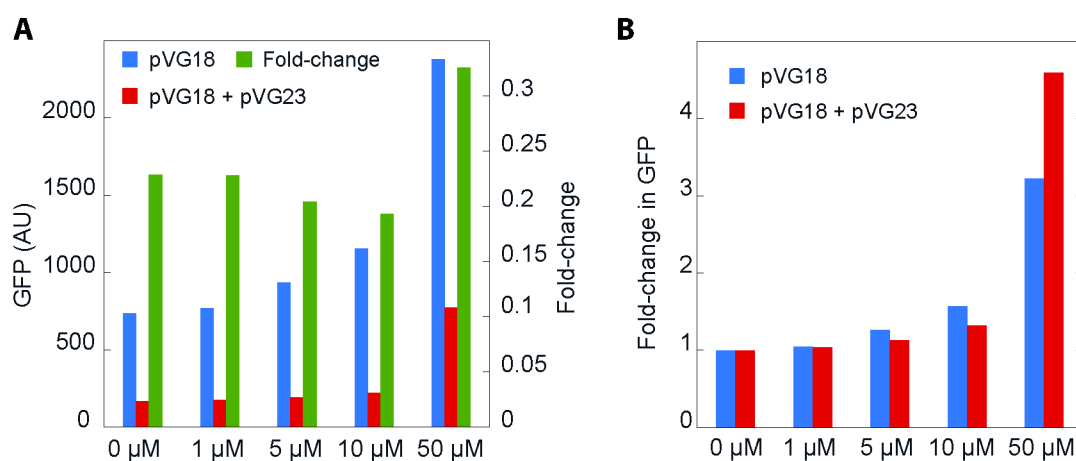 A
pVG18
Fold-change
pVG18 + pVG23
GFP (AU)
2000
1500
1000
500
0
0.3
0.25
0.2
0.15
0.1
0.05
0
Fold-change
0 µM
1 µM
5 µM
10 µM
50 µM
B
pVG18
pVG18 + pVG23
Fold-change in GFP
4
3
2
1
0
0 µM
1 µM
5 µM
10 µM
50 µM